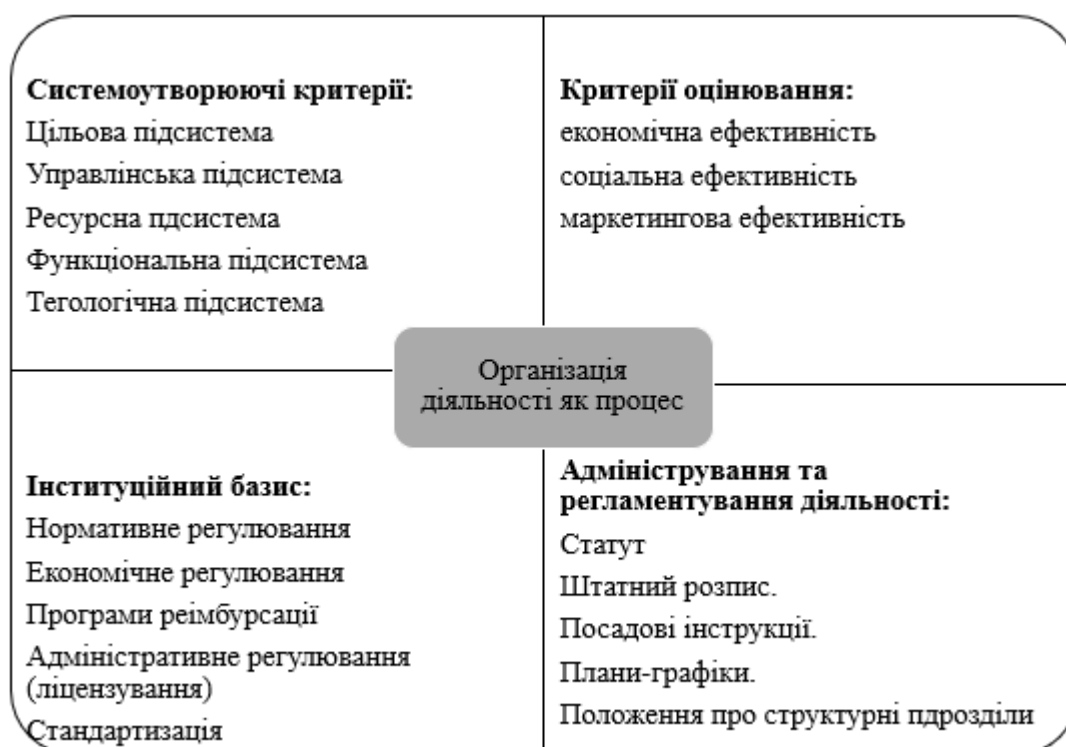 Системоутворюючі критерії:
Цільова підсистема
Управлінська підсистема
Ресурсна пдсистема
Функціональна підсистема
Тегологічна підсистема
Критерії оцінювання:
економічна ефективність
соціальна ефективність
маркетингова ефективність
Організація
діяльності як процес
Інституційний базис:
Нормативне регулювання
Економічне регулювання
Програми реімбурсації
Адміністративне регулювання
(ліцензування)
Стандартизація
Адміністрування та
регламентування діяльності:
Статут
Штатний розпис.
Посадові інструкції.
Плани-графіки.
Положення про структурні пдрозділи